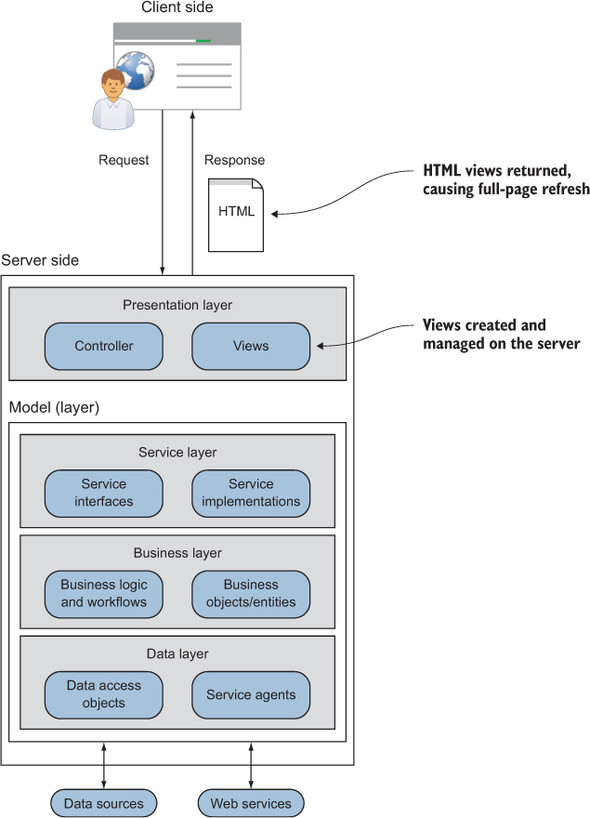 Client side
Request
Response
HTML
HTML views returned,
causing full-page refresh
Server side
Presentation layer
Controller
Views
Views created and
managed on the server
Model (layer)
Service layer
Service
interfaces
Service
implementations
Business layer
Business logic
and workflows
Business
objects/entities
Data layer
Data access
objects
Service agents
Data sources
Web services